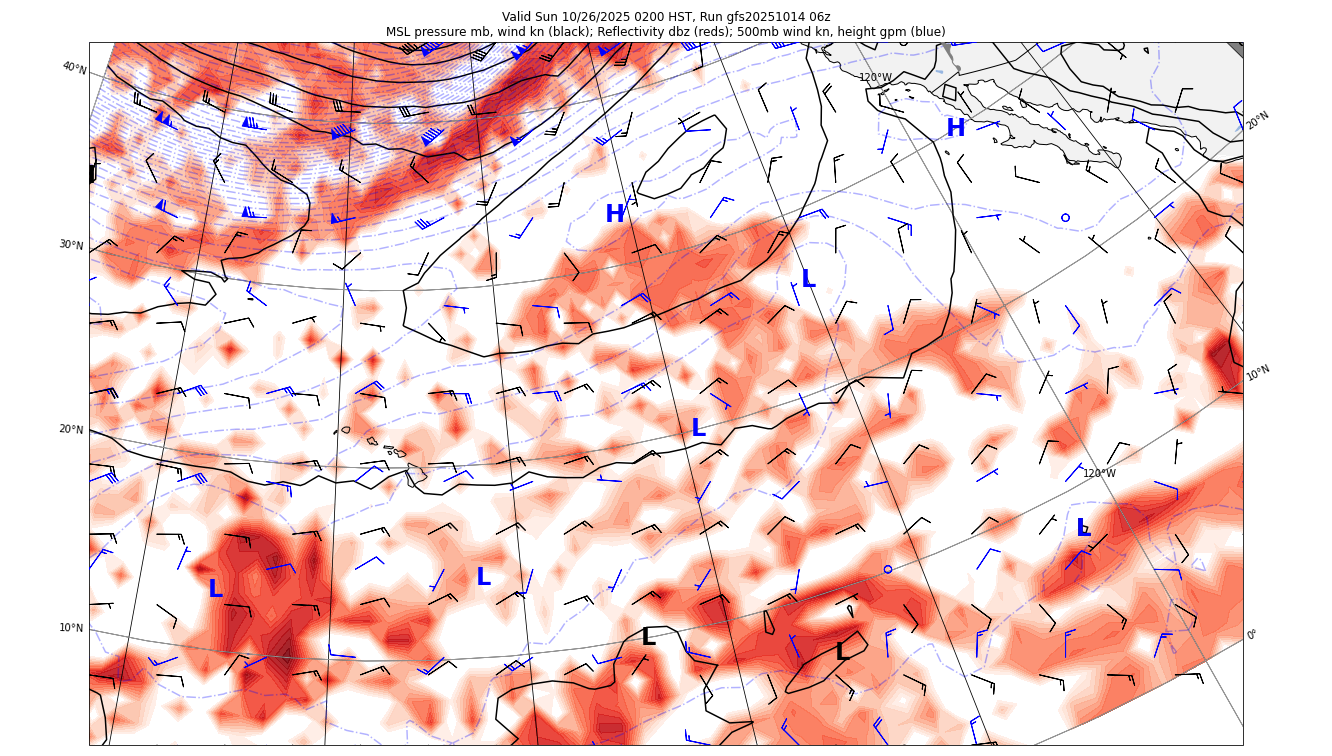 Valid Sun 10/26/2025 0200 HST, Run gfs20251014 06z
MSL pressure mb, wind kn (black); Reflectivity dbz (reds); 500mb wind kn, height gpm (blue)
40°N
120°W
20°N
H
H
30°N
L
10°N
20°N
L
120°W
L
L
L
10°N
L
0°
L